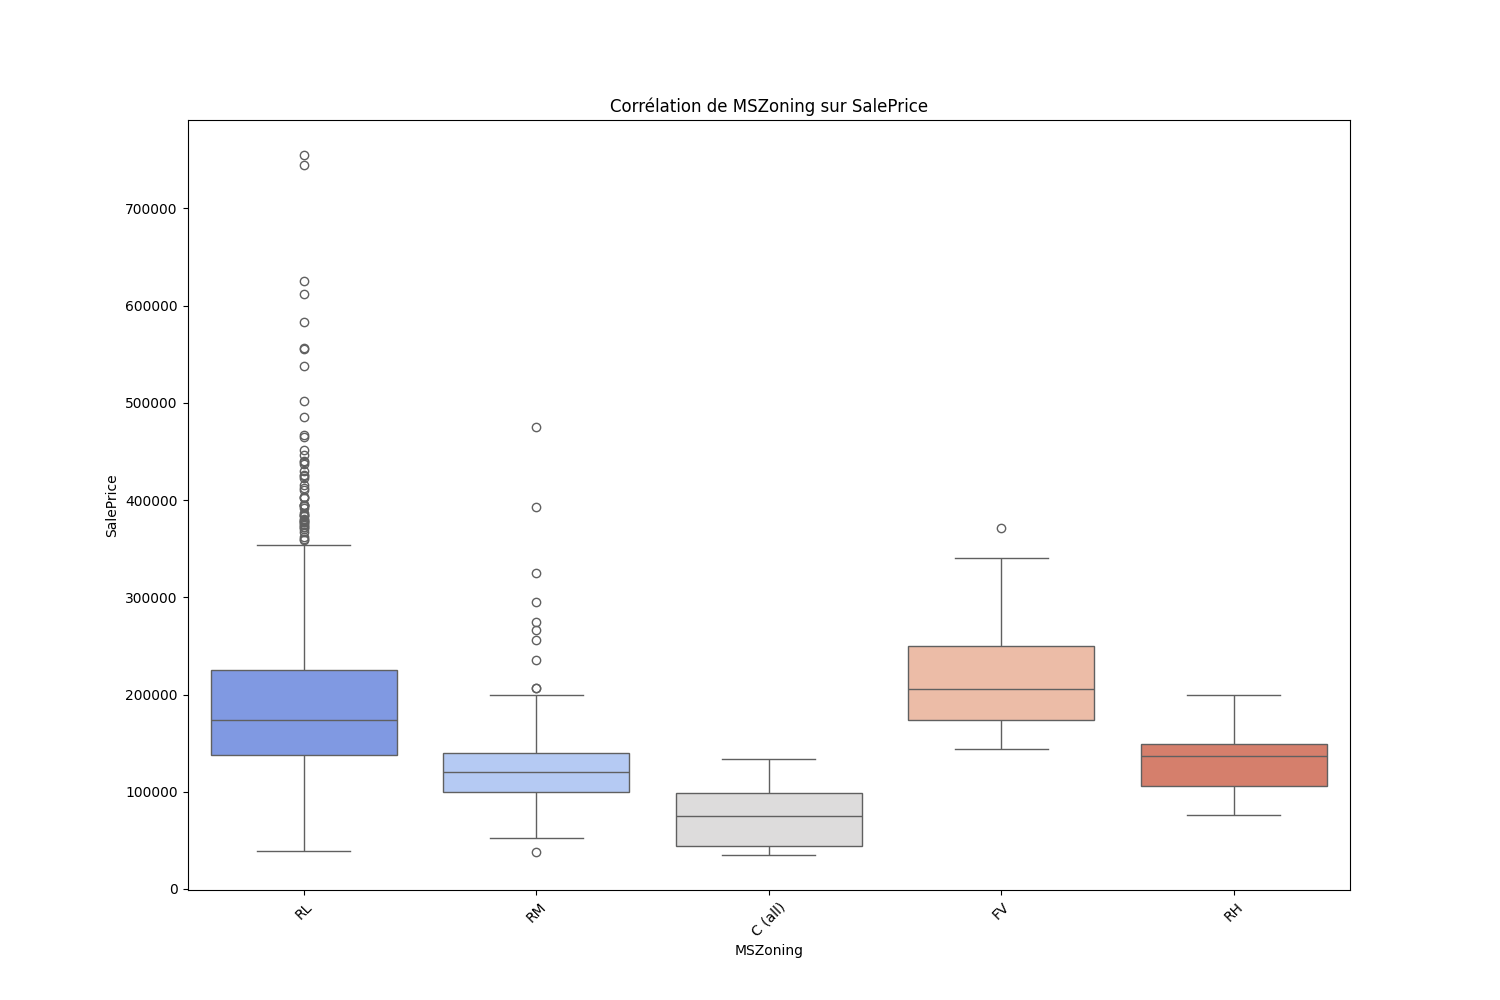 Corrélation de MSZoning sur SalePrice
700000
600000
500000
400000
300000
200000
100000
0
SalePrice
RL
RM
C (all)
FV
RH
MSZoning